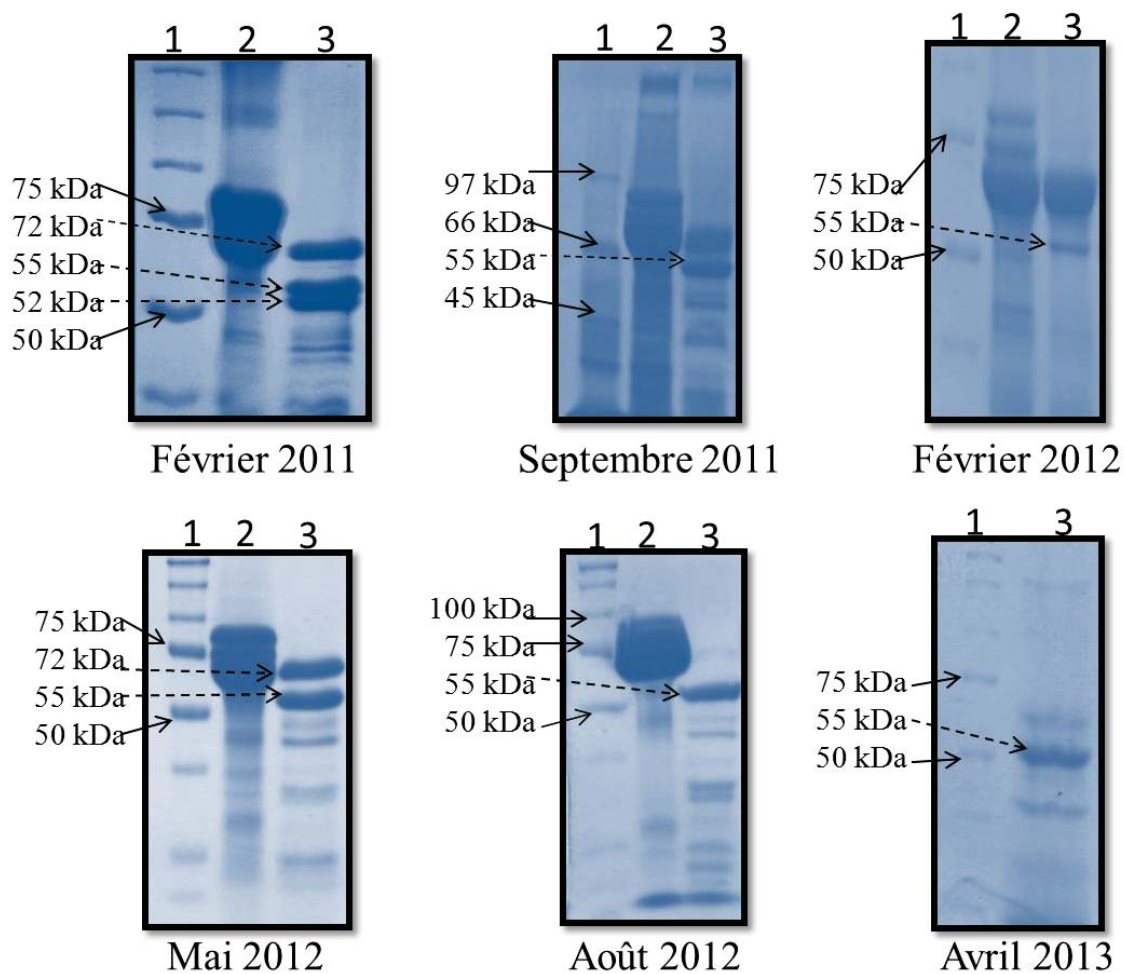 1 2 3
75 kDa
72 kDa
55 kDa
52 kDa
50 kDa
Février 2011
1 2 3
97 kDa
66 kDa
55 kDa
45 kDa
Septembre 2011
1 2 3
75 kDa
55 kDa
50 kDa
Février 2012
1 2 3
75 kDa
72 kDa
55 kDa
50 kDa
Mai 2012
1 2 3
100 kDa
75 kDa
55 kDa
50 kDa
Août 2012
1 3
75 kDa
55 kDa
50 kDa
Avril 2013